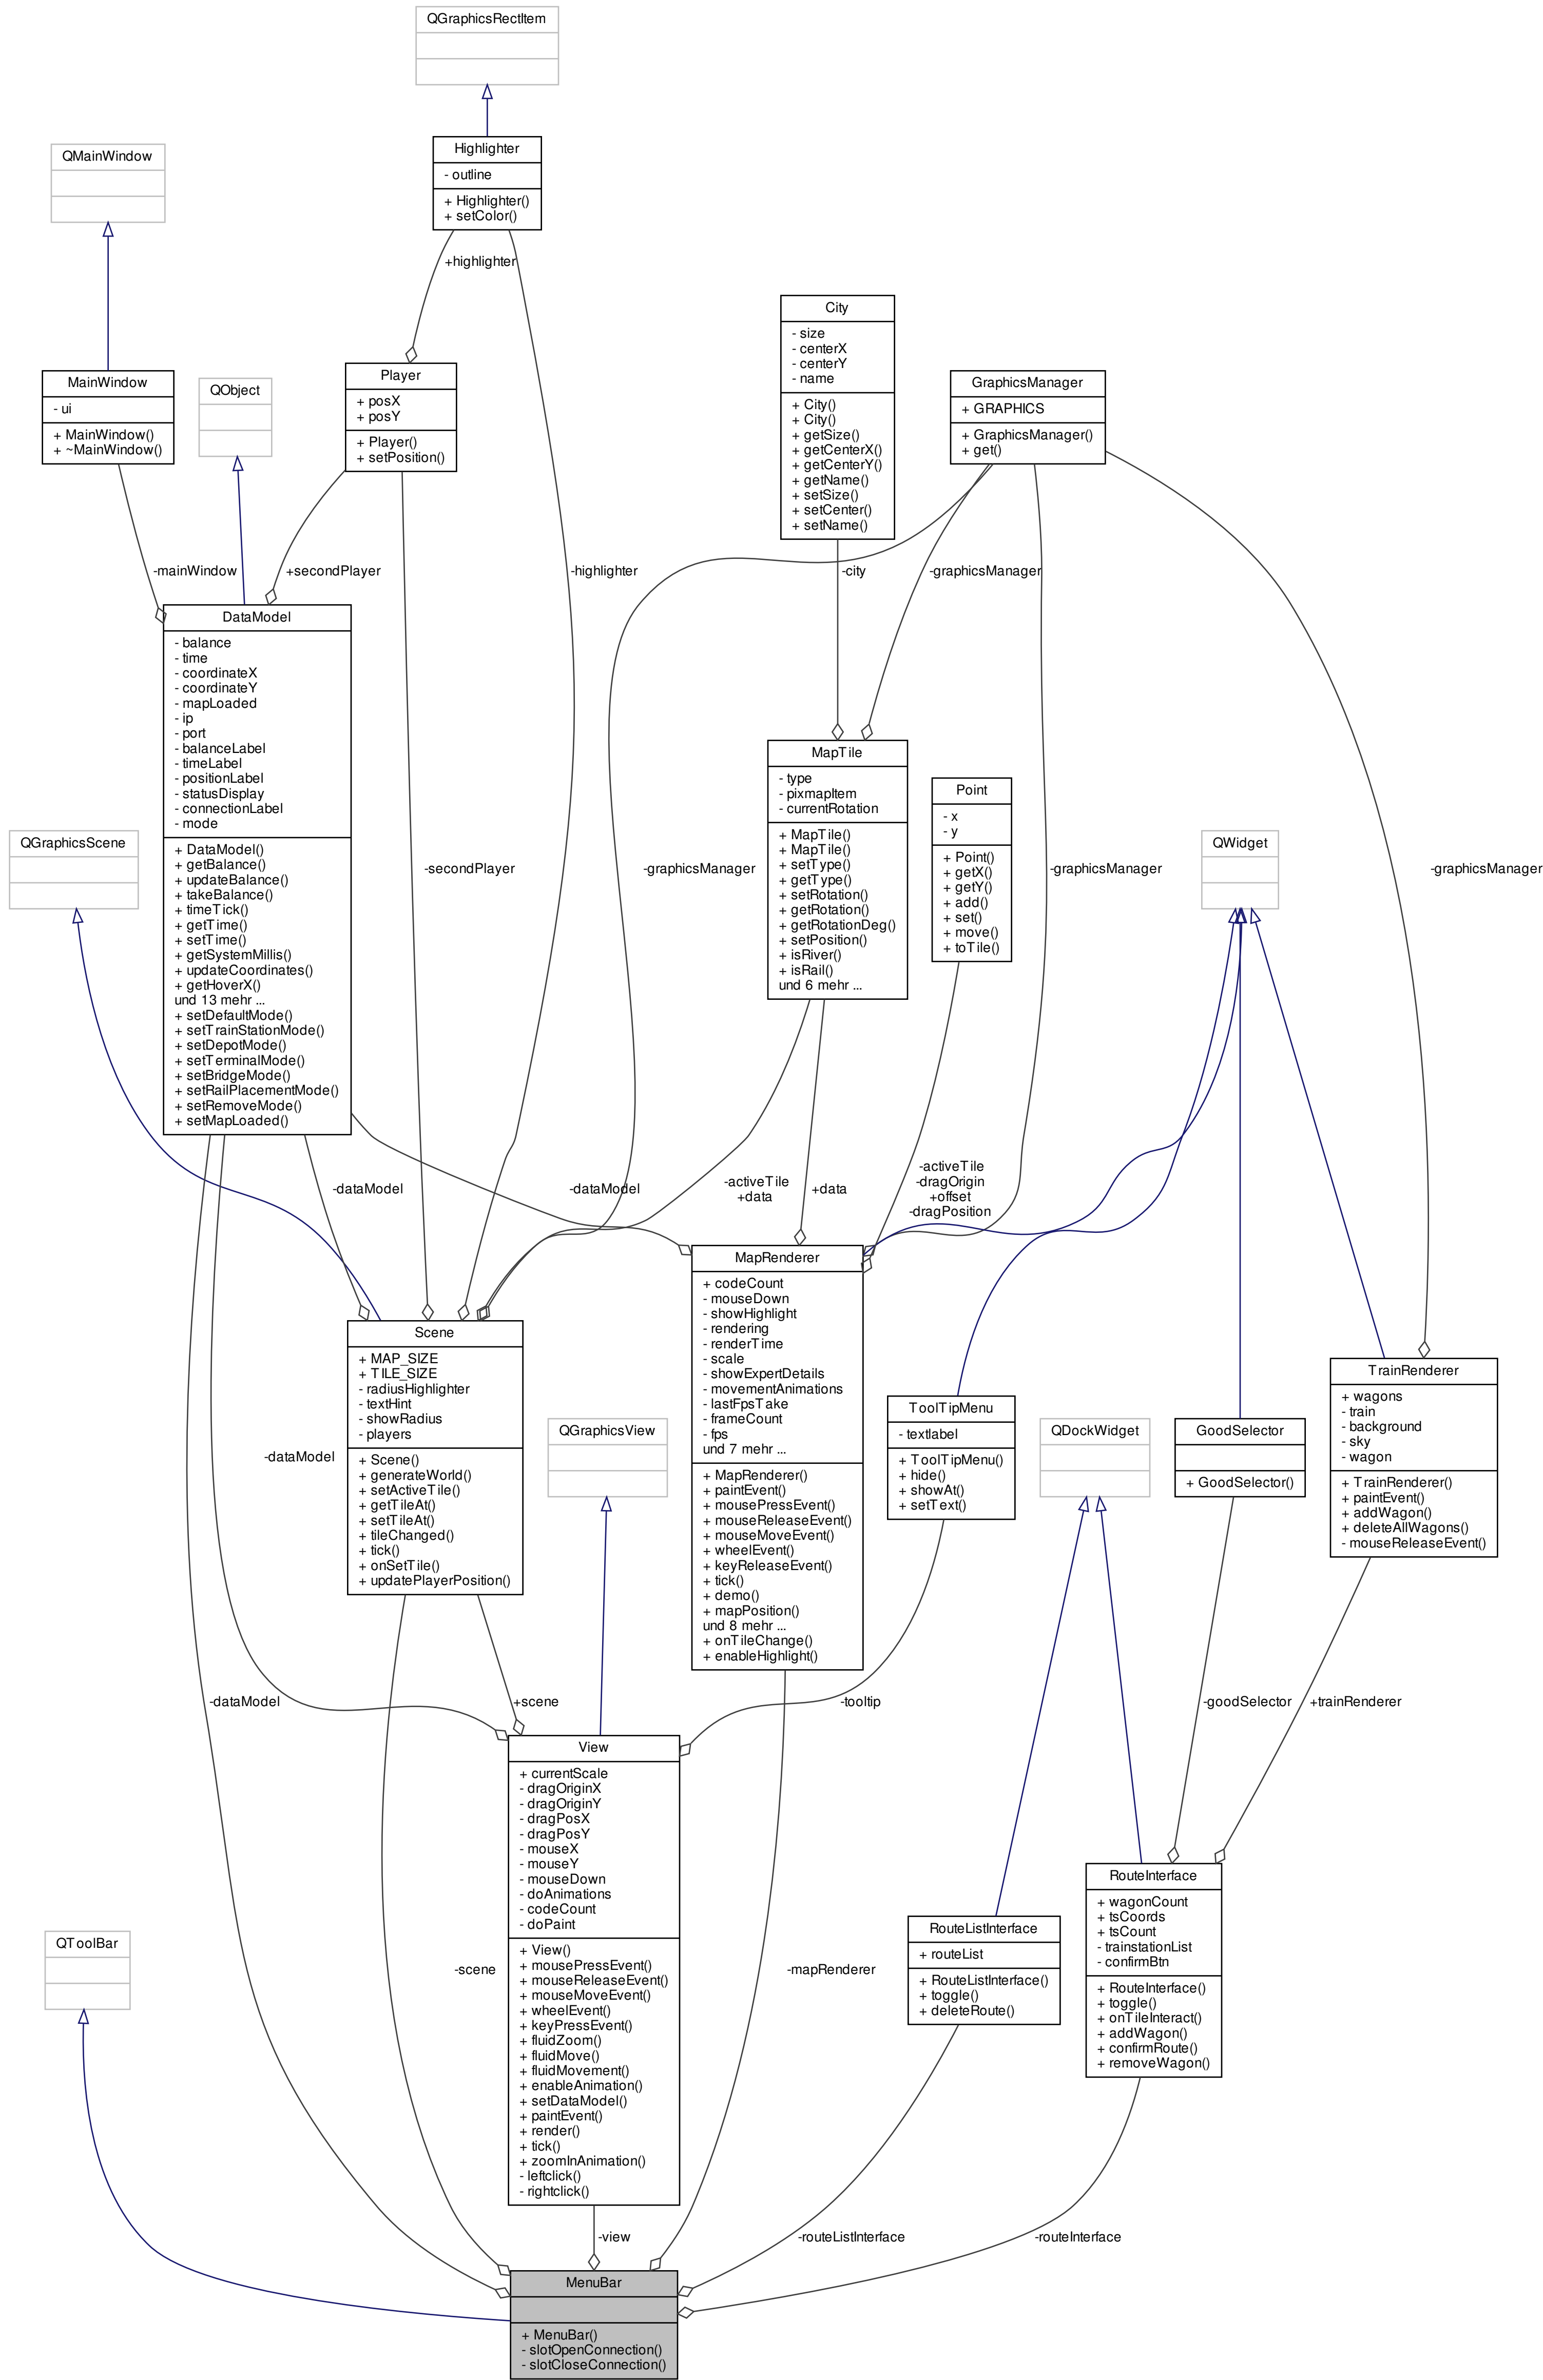 QGraphicsRectItem
Highlighter
- outline
+ Highlighter()
+ setColor()
QMainWindow
+highlighter
City
- size
- centerX
- centerY
- name
+ City()
+ City()
+ getSize()
+ getCenterX()
+ getCenterY()
+ getName()
+ setSize()
+ setCenter()
+ setName()
MainWindow
- ui
+ MainWindow()
+ ~MainWindow()
QObject
Player
+ posX
+ posY
+ Player()
+ setPosition()
GraphicsManager
+ GRAPHICS
+ GraphicsManager()
+ get()
-mainWindow
+secondPlayer
-highlighter
-city
-graphicsManager
DataModel
- balance
- time
- coordinateX
- coordinateY
- mapLoaded
- ip
- port
- balanceLabel
- timeLabel
- positionLabel
- statusDisplay
- connectionLabel
- mode
+ DataModel()
+ getBalance()
+ updateBalance()
+ takeBalance()
+ timeTick()
+ getTime()
+ setTime()
+ getSystemMillis()
+ updateCoordinates()
+ getHoverX()
und 13 mehr ...
+ setDefaultMode()
+ setTrainStationMode()
+ setDepotMode()
+ setTerminalMode()
+ setBridgeMode()
+ setRailPlacementMode()
+ setRemoveMode()
+ setMapLoaded()
MapTile
- type
- pixmapItem
- currentRotation
+ MapTile()
+ MapTile()
+ setType()
+ getType()
+ setRotation()
+ getRotation()
+ getRotationDeg()
+ setPosition()
+ isRiver()
+ isRail()
und 6 mehr ...
Point
- x
- y
+ Point()
+ getX()
+ getY()
+ add()
+ set()
+ move()
+ toTile()
QGraphicsScene
QWidget
-secondPlayer
-graphicsManager
-graphicsManager
-graphicsManager
-dataModel
-dataModel
-activeTile
+data
+data
-activeTile
-dragOrigin
+offset
-dragPosition
MapRenderer
+ codeCount
- mouseDown
- showHighlight
- rendering
- renderTime
- scale
- showExpertDetails
- movementAnimations
- lastFpsTake
- frameCount
- fps
und 7 mehr ...
+ MapRenderer()
+ paintEvent()
+ mousePressEvent()
+ mouseReleaseEvent()
+ mouseMoveEvent()
+ wheelEvent()
+ keyReleaseEvent()
+ tick()
+ demo()
+ mapPosition()
und 8 mehr ...
+ onTileChange()
+ enableHighlight()
Scene
+ MAP_SIZE
+ TILE_SIZE
- radiusHighlighter
- textHint
- showRadius
- players
+ Scene()
+ generateWorld()
+ setActiveTile()
+ getTileAt()
+ setTileAt()
+ tileChanged()
+ tick()
+ onSetTile()
+ updatePlayerPosition()
-dataModel
QGraphicsView
ToolTipMenu
- textlabel
+ ToolTipMenu()
+ hide()
+ showAt()
+ setText()
QDockWidget
GoodSelector
+ GoodSelector()
TrainRenderer
+ wagons
- train
- background
- sky
- wagon
+ TrainRenderer()
+ paintEvent()
+ addWagon()
+ deleteAllWagons()
- mouseReleaseEvent()
-dataModel
+scene
-tooltip
-goodSelector
+trainRenderer
View
+ currentScale
- dragOriginX
- dragOriginY
- dragPosX
- dragPosY
- mouseX
- mouseY
- mouseDown
- doAnimations
- codeCount
- doPaint
+ View()
+ mousePressEvent()
+ mouseReleaseEvent()
+ mouseMoveEvent()
+ wheelEvent()
+ keyPressEvent()
+ fluidZoom()
+ fluidMove()
+ fluidMovement()
+ enableAnimation()
+ setDataModel()
+ paintEvent()
+ render()
+ tick()
+ zoomInAnimation()
- leftclick()
- rightclick()
RouteInterface
+ wagonCount
+ tsCoords
+ tsCount
- trainstationList
- confirmBtn
+ RouteInterface()
+ toggle()
+ onTileInteract()
+ addWagon()
+ confirmRoute()
+ removeWagon()
RouteListInterface
+ routeList
+ RouteListInterface()
+ toggle()
+ deleteRoute()
QToolBar
-scene
-mapRenderer
-view
-routeListInterface
-routeInterface
MenuBar
+ MenuBar()
- slotOpenConnection()
- slotCloseConnection()